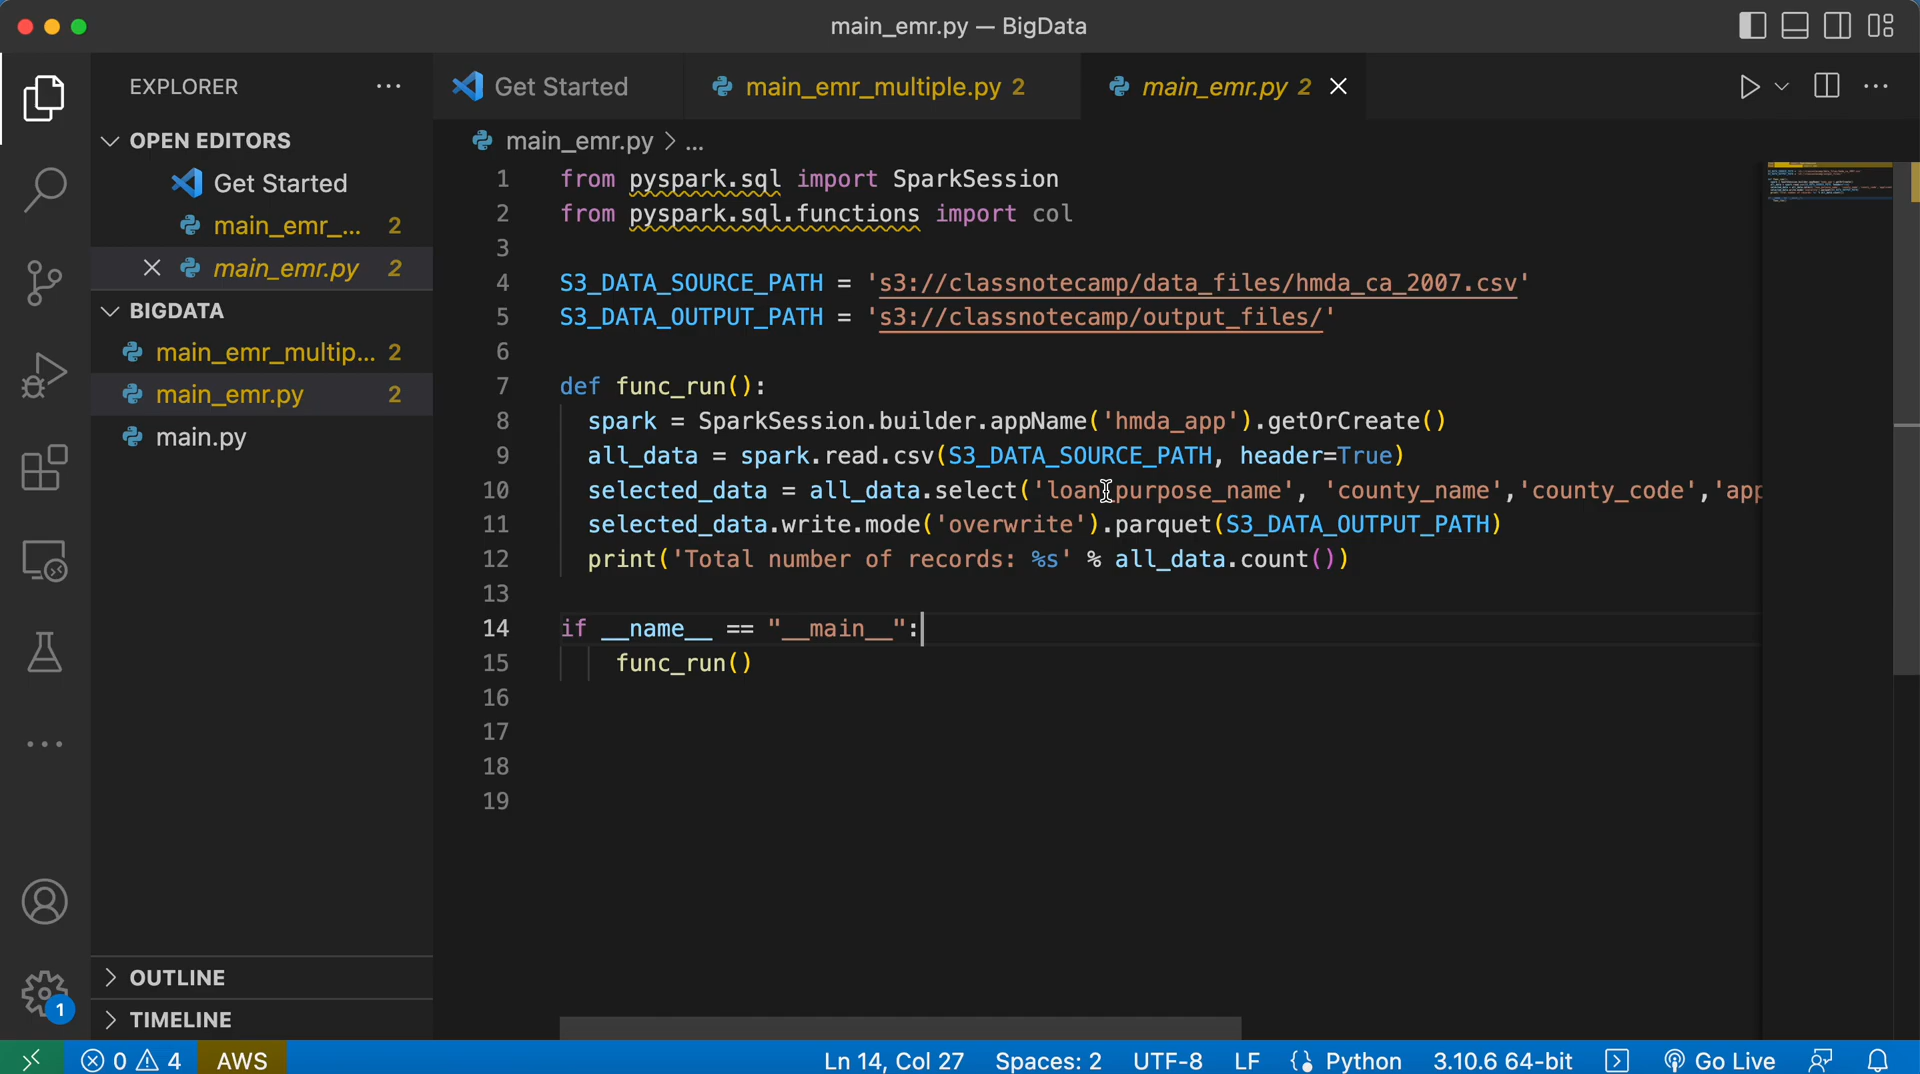 main_emr.py — BigData
EXPLORER
Get Started
main_emr_multiple.py 2
main_emr.py 2
OPEN EDITORS
Get Started
main_emr_... 2
main_emr.py 2
BIGDATA
main_emr_multip... 2
main_emr.py 2
main.py
OUTLINE
TIMELINE
main_emr.py > ...
1 from pyspark.sql import SparkSession
2 from pyspark.sql.functions import col
3
4 S3_DATA_SOURCE_PATH = 's3://classnotecamp/data_files/hmda_ca_2007.csv'
5 S3_DATA_OUTPUT_PATH = 's3://classnotecamp/output_files/'
6
7 def func_run():
8 spark = SparkSession.builder.appName('hmda_app').getOrCreate()
9 all_data = spark.read.csv(S3_DATA_SOURCE_PATH, header=True)
10 selected_data = all_data.select('loan_purpose_name', 'county_name','county_code','app
11 selected_data.write.mode('overwrite').parquet(S3_DATA_OUTPUT_PATH)
12 print('Total number of records: %s' % all_data.count())
13
14 if __name__ == "__main__":
15 func_run()
16
17
18
19
1
0 4 AWS Ln 14, Col 27 Spaces: 2 UTF-8 LF Python 3.10.6 64-bit Go Live